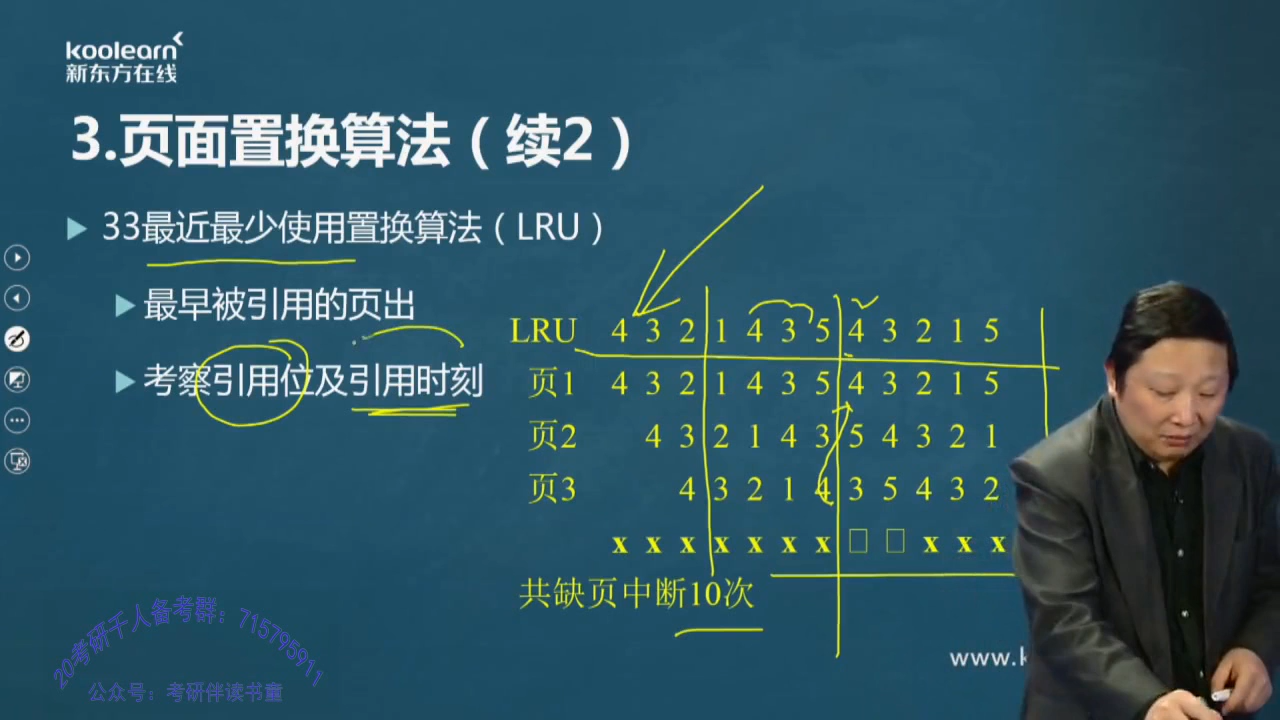 koolearn
新东方在线
3.页面置换算法（续2）
33最近最少使用置换算法（LRU）
最早被引用的页出
考察引用位及引用时刻
LRU 4 3 2 1 4 3 5 4 3 2 1 5
页1 4 3 2 1 4 3 5 4 3 2 1 5
页2 4 3 2 1 4 3 5 4 3 2 1
页3 4 3 2 1 4 3 5 4 3 2
x x x x x x x □ □ x x x
共缺页中断10次
www.k
20考研千人备考群：715795911
公众号：考研伴读书童